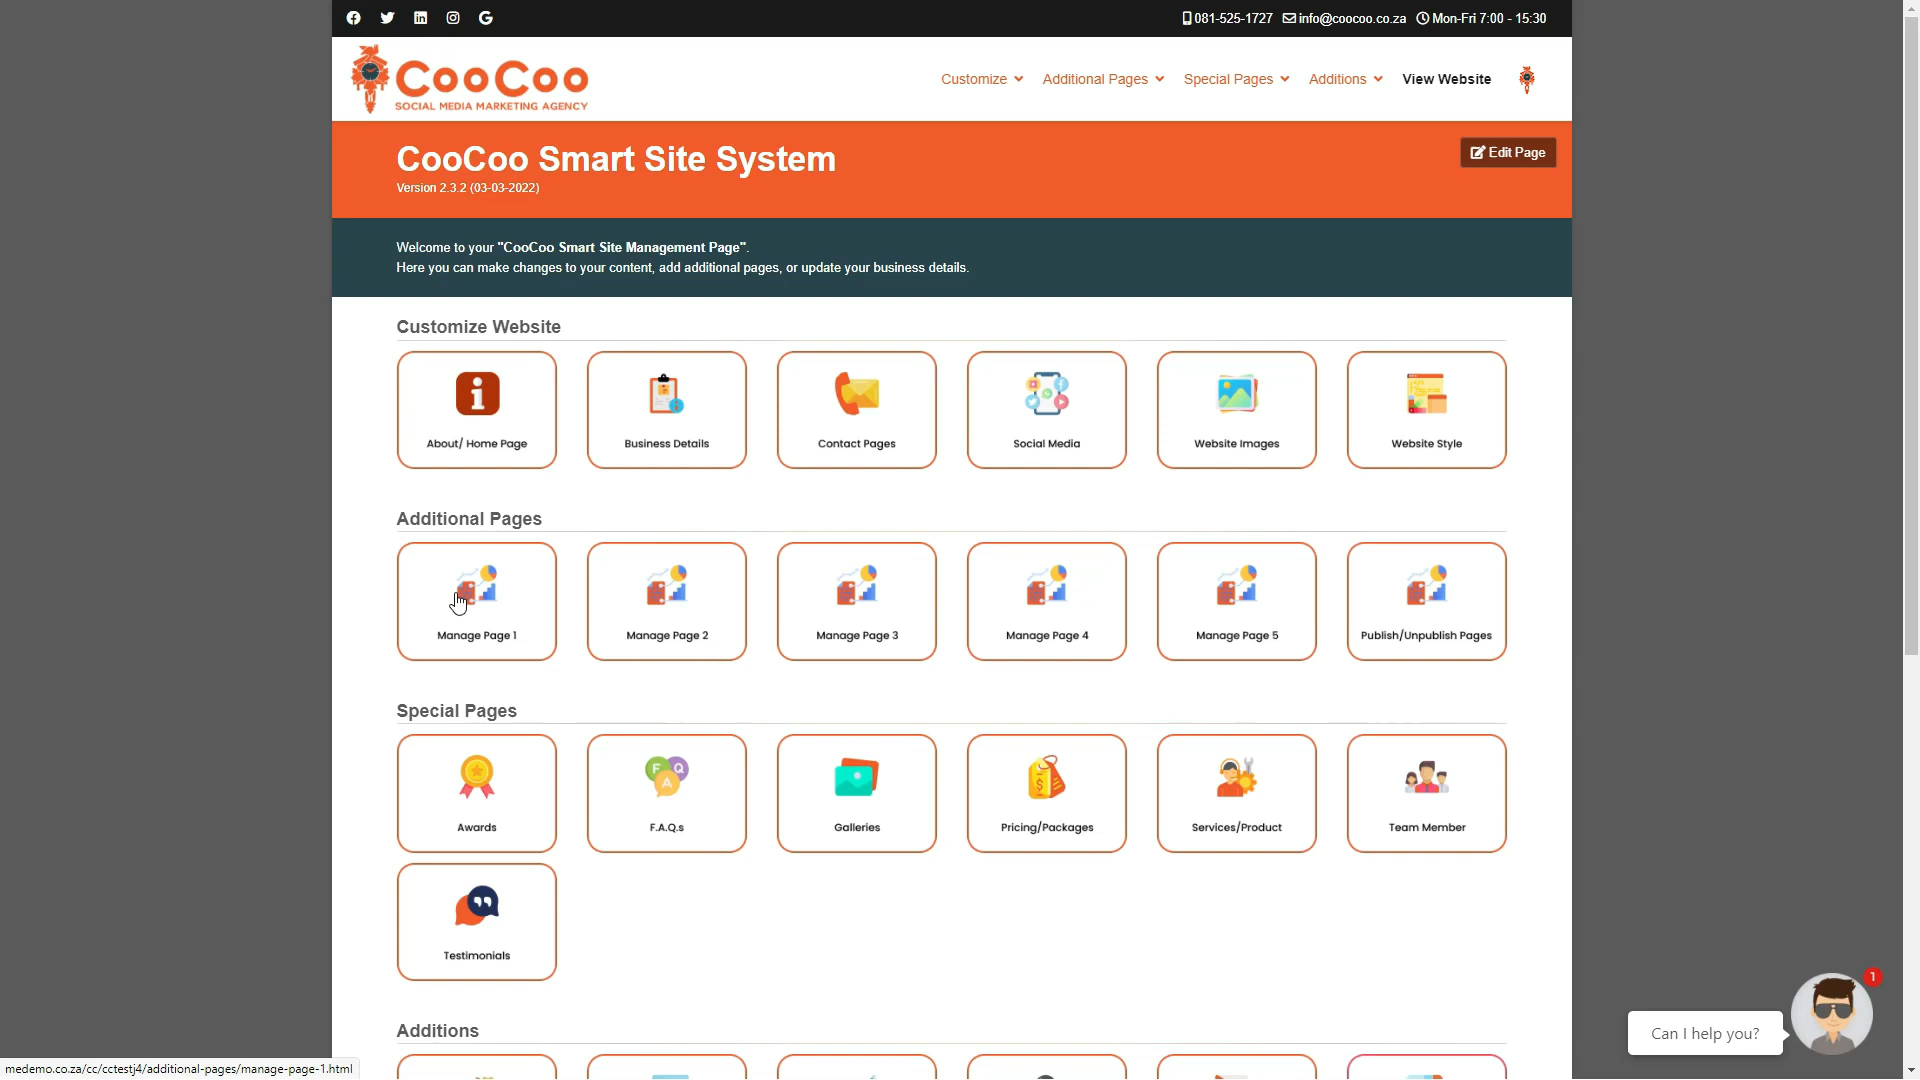 081-525-1727 info@coocoo.co.za Mon-Fri 7:00 - 15:30
CooCoo
SOCIAL MEDIA MARKETING AGENCY
Customize Additional Pages Special Pages Additions View Website
CooCoo Smart Site System
Version 2.3.2 (03-03-2022)
Edit Page
Welcome to your "CooCoo Smart Site Management Page".
Here you can make changes to your content, add additional pages, or update your business details.
Customize Website
About/ Home Page Business Details Contact Pages Social Media Website Images Website Style
Additional Pages
Manage Page 1 Manage Page 2 Manage Page 3 Manage Page 4 Manage Page 5 Publish/Unpublish Pages
Special Pages
F Q A
Awards F.A.Q.s Galleries Pricing/Packages Services/Product Team Member
Testimonials
Additions
1
Can I help you?
medemo.co.za/cc/cctestj4/additional-pages/manage-page-1.html